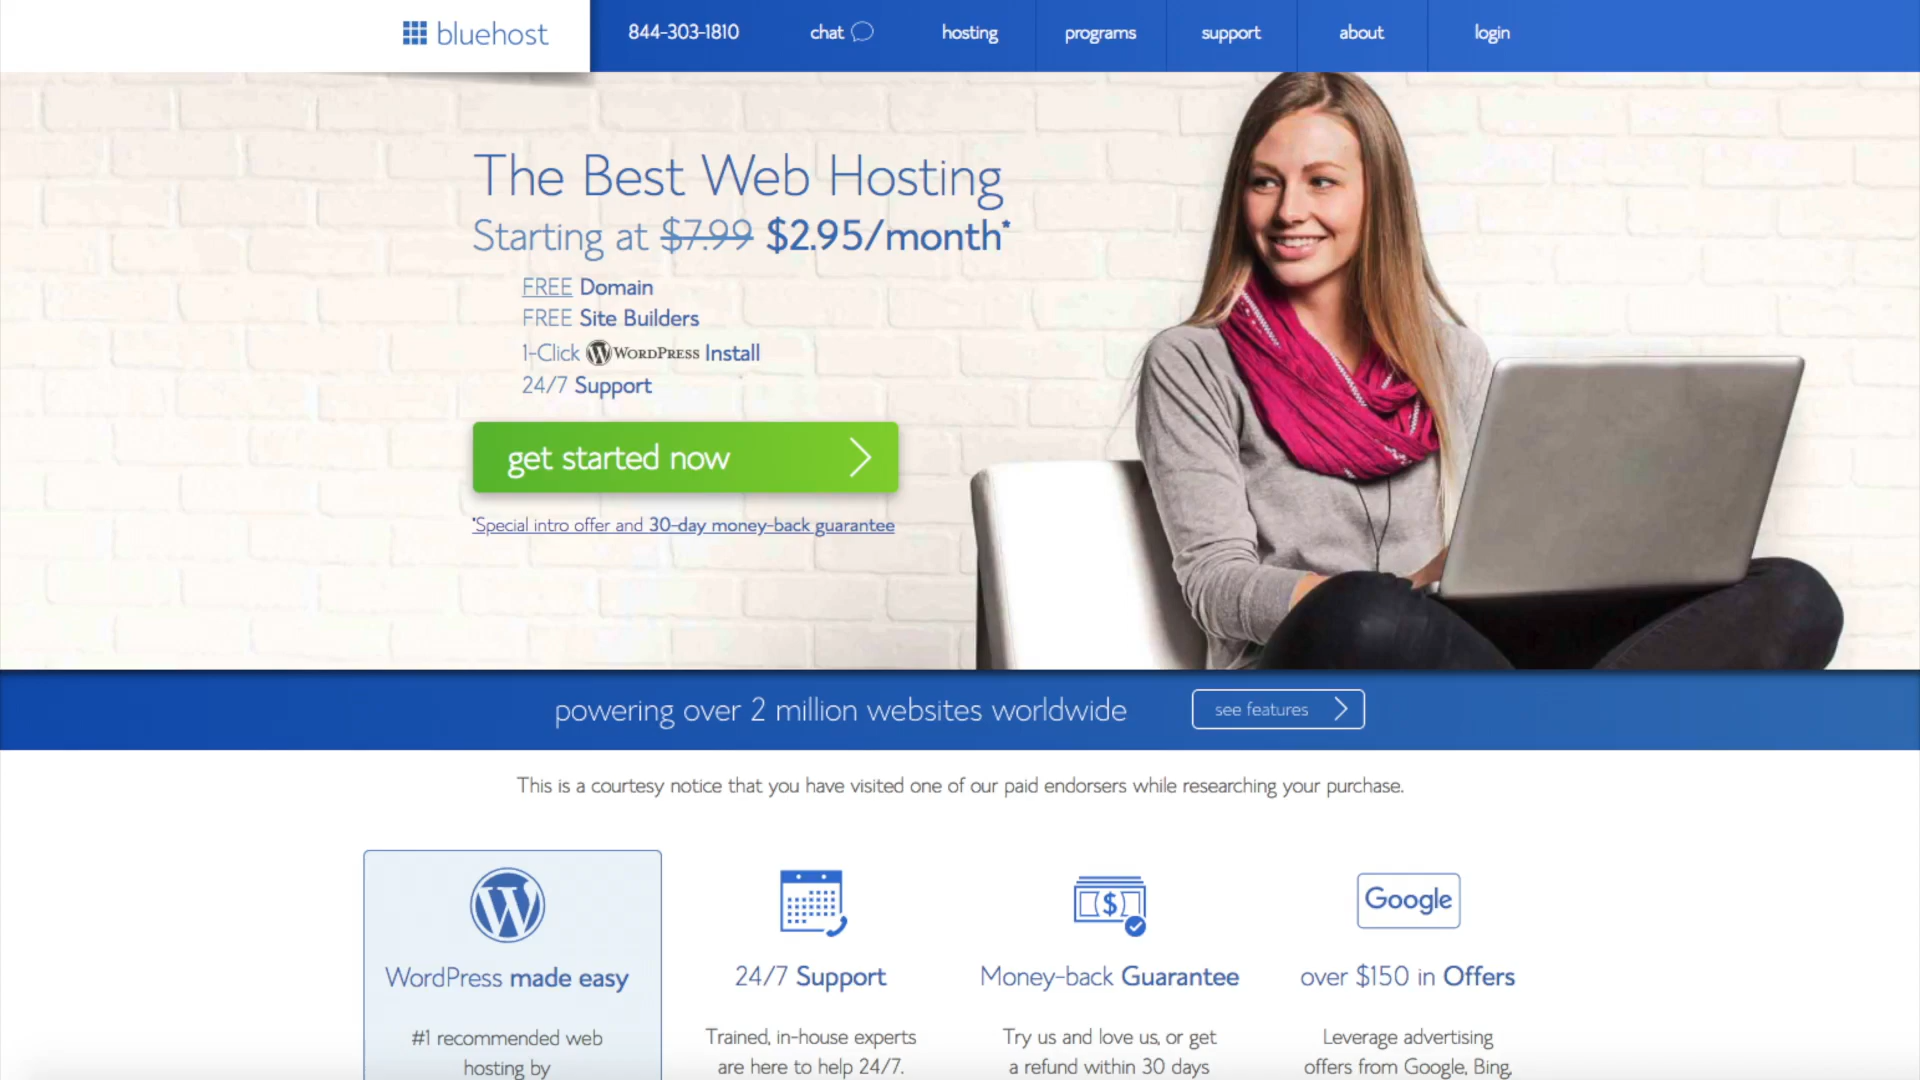 bluehost
844-303-1810
chat
hosting
programs
support
about
login
The Best Web Hosting
Starting at $7.99 $2.95/month*
FREE Domain
FREE Site Builders
1-Click WORDPRESS Install
24/7 Support
get started now
*Special intro offer and 30-day money-back guarantee
powering over 2 million websites worldwide
see features
This is a courtesy notice that you have visited one of our paid endorsers while researching your purchase.
WordPress made easy
#1 recommended web
hosting by
24/7 Support
Trained, in-house experts
are here to help 24/7.
$
Money-back Guarantee
Try us and love us, or get
a refund within 30 days
Google
over $150 in Offers
Leverage advertising
offers from Google, Bing,